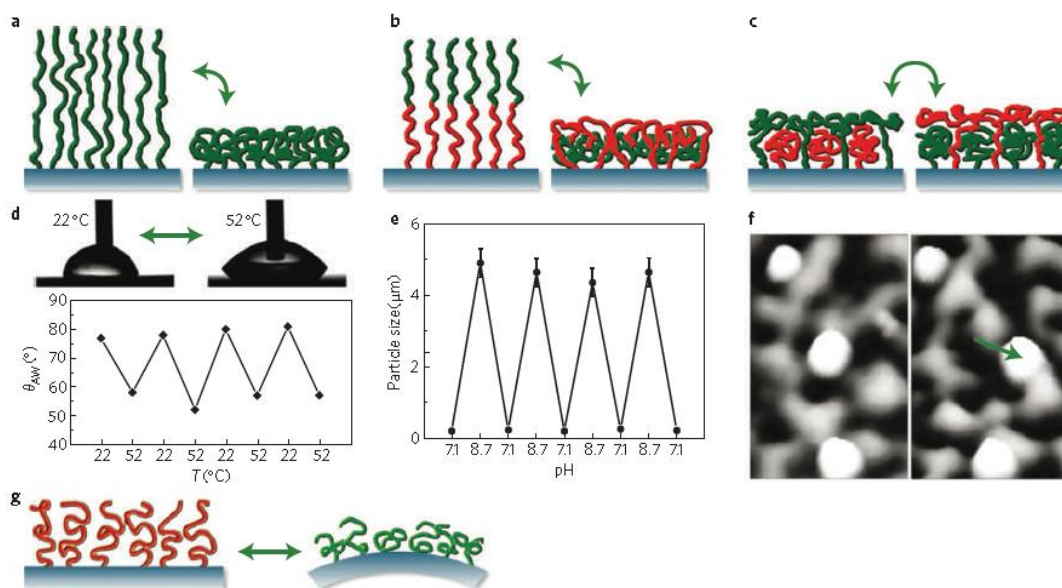 a
b
c
d
22°C
52°C
90
80
70
60
50
40
θAW (°)
22 52 22 52 22 52 22 52
T(°C)
e
6
4
2
0
Particle size(μm)
7.1 8.7 7.1 8.7 7.1 8.7 7.1 8.7 7.1
pH
f
g